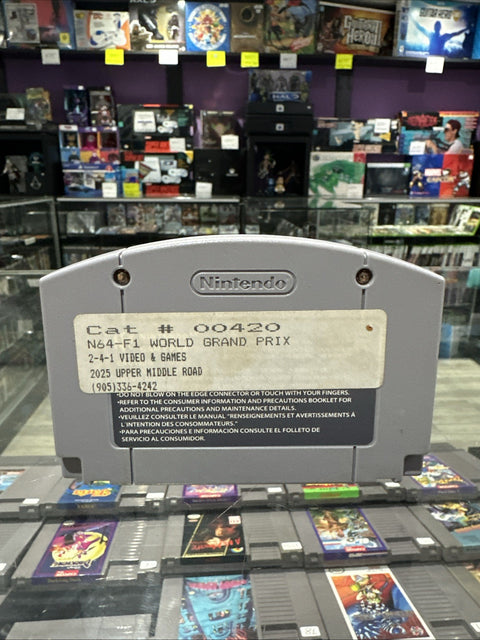 Nintendo
Cat # 00420
N64-F1 WORLD GRAND PRIX
2-4-1 VIDEO & GAMES
2025 UPPER MIDDLE ROAD
(905)336-4242
•DO NOT BLOW ON THE EDGE CONNECTOR OR TOUCH WITH YOUR FINGERS.
•REFER TO THE CONSUMER INFORMATION AND PRECAUTIONS BOOKLET FOR
ADDITIONAL PRECAUTIONS AND MAINTENANCE DETAILS.
•VEUILLEZ CONSULTER LE MANUAL "RENSEIGNEMENTS ET AVERTISSEMENTS À
L'INTENTION DES CONSOMMATEURS."
•PARA PRECAUCIONES E INFORMACIÓN CONSULTE EL FOLLETO DE
SERVICIO AL CONSUMIDOR.